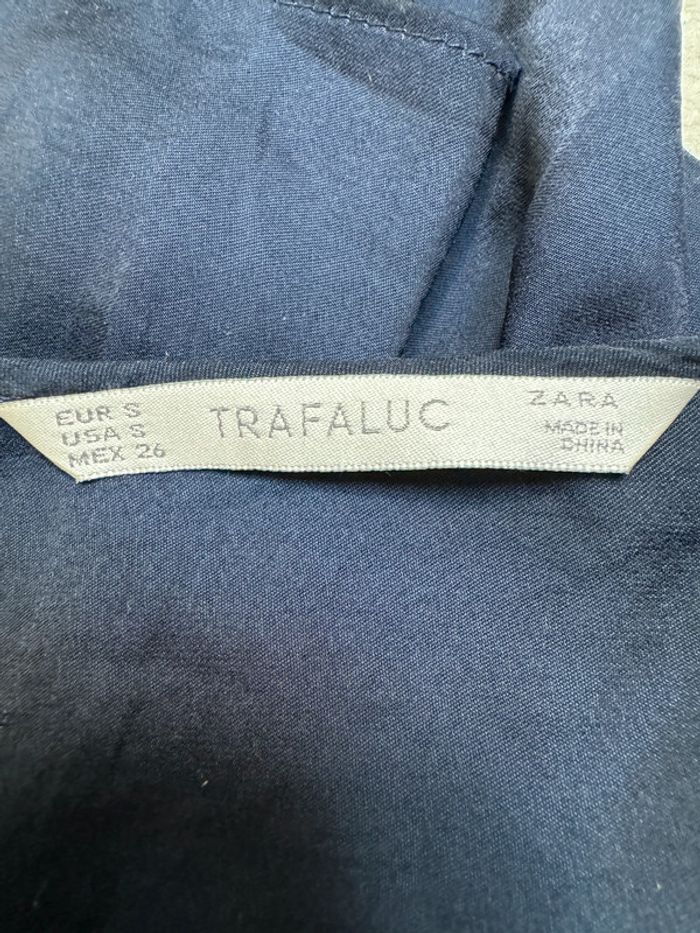 EUR S
USA S
MEX 26
TRAFALUC
ZARA
MADE IN
CHINA